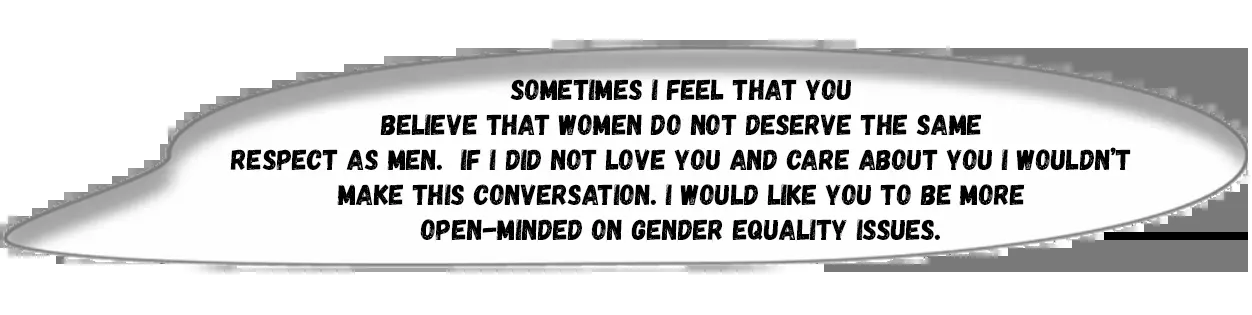 SOMETIMES I FEEL THAT YOU
BELIEVE THAT WOMEN DO NOT DESERVE THE SAME
RESPECT AS MEN.  IF I DID NOT LOVE YOU AND CARE ABOUT YOU I WOULDN'T
MAKE THIS CONVERSATION. I WOULD LIKE YOU TO BE MORE
OPEN-MINDED ON GENDER EQUALITY ISSUES.